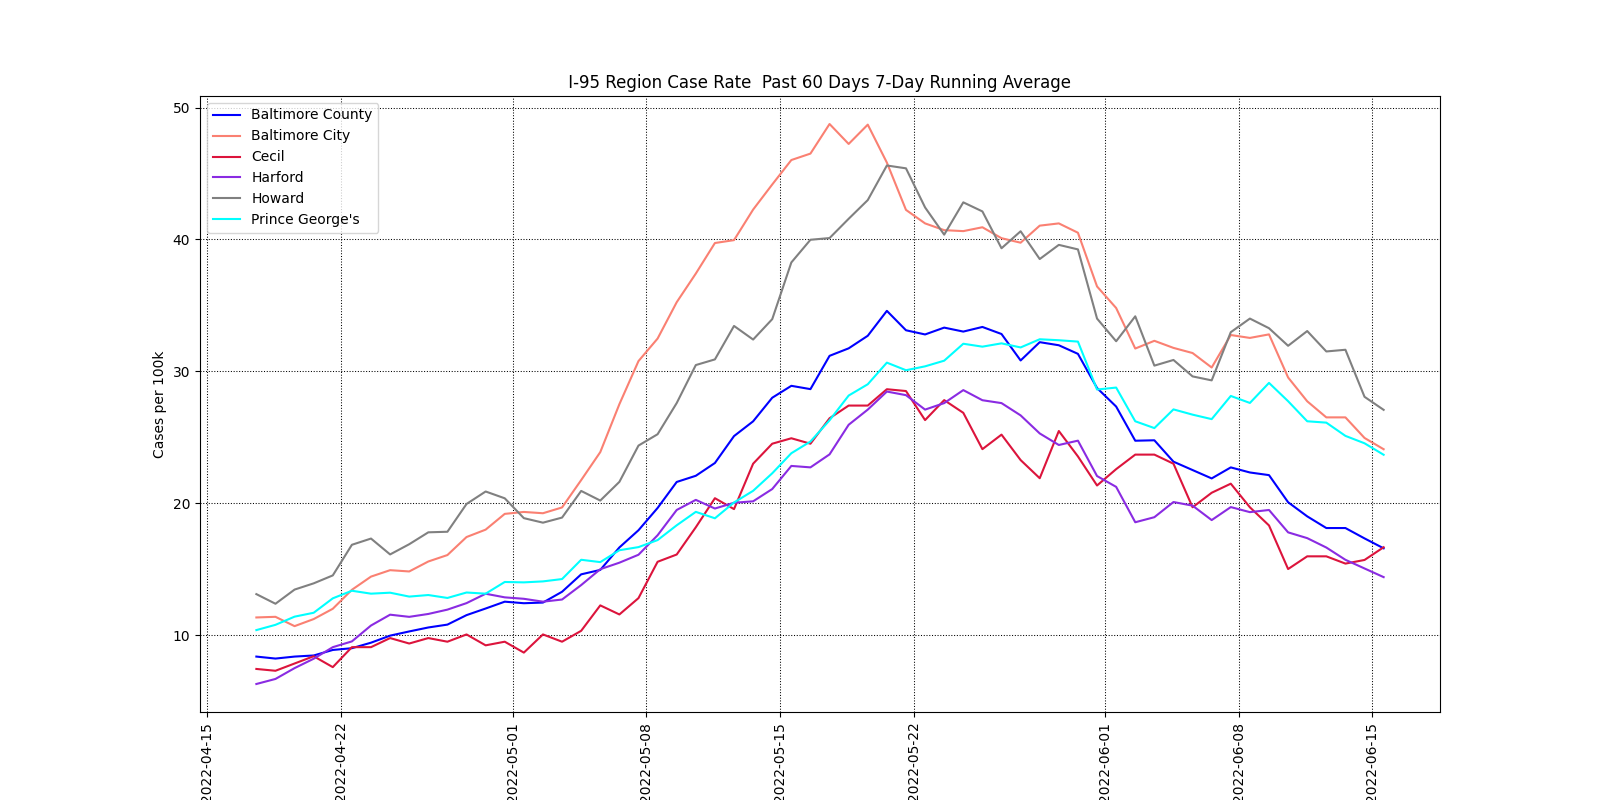 I-95 Region Case Rate  Past 60 Days 7-Day Running Average
Cases per 100k
50
40
30
20
10
Baltimore County
Baltimore City
Cecil
Harford
Howard
Prince George's
2022-04-15
2022-04-22
2022-05-01
2022-05-08
2022-05-15
2022-05-22
2022-06-01
2022-06-08
2022-06-15